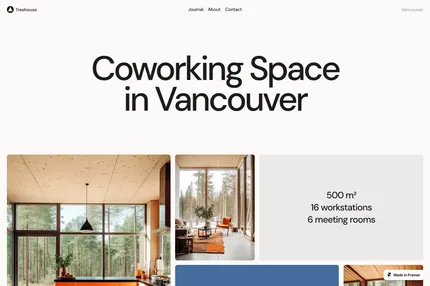 Treehouse
Journal About Contact
Vancouver
Coworking Space
in Vancouver
500 m²
16 workstations
6 meeting rooms
Made in Framer